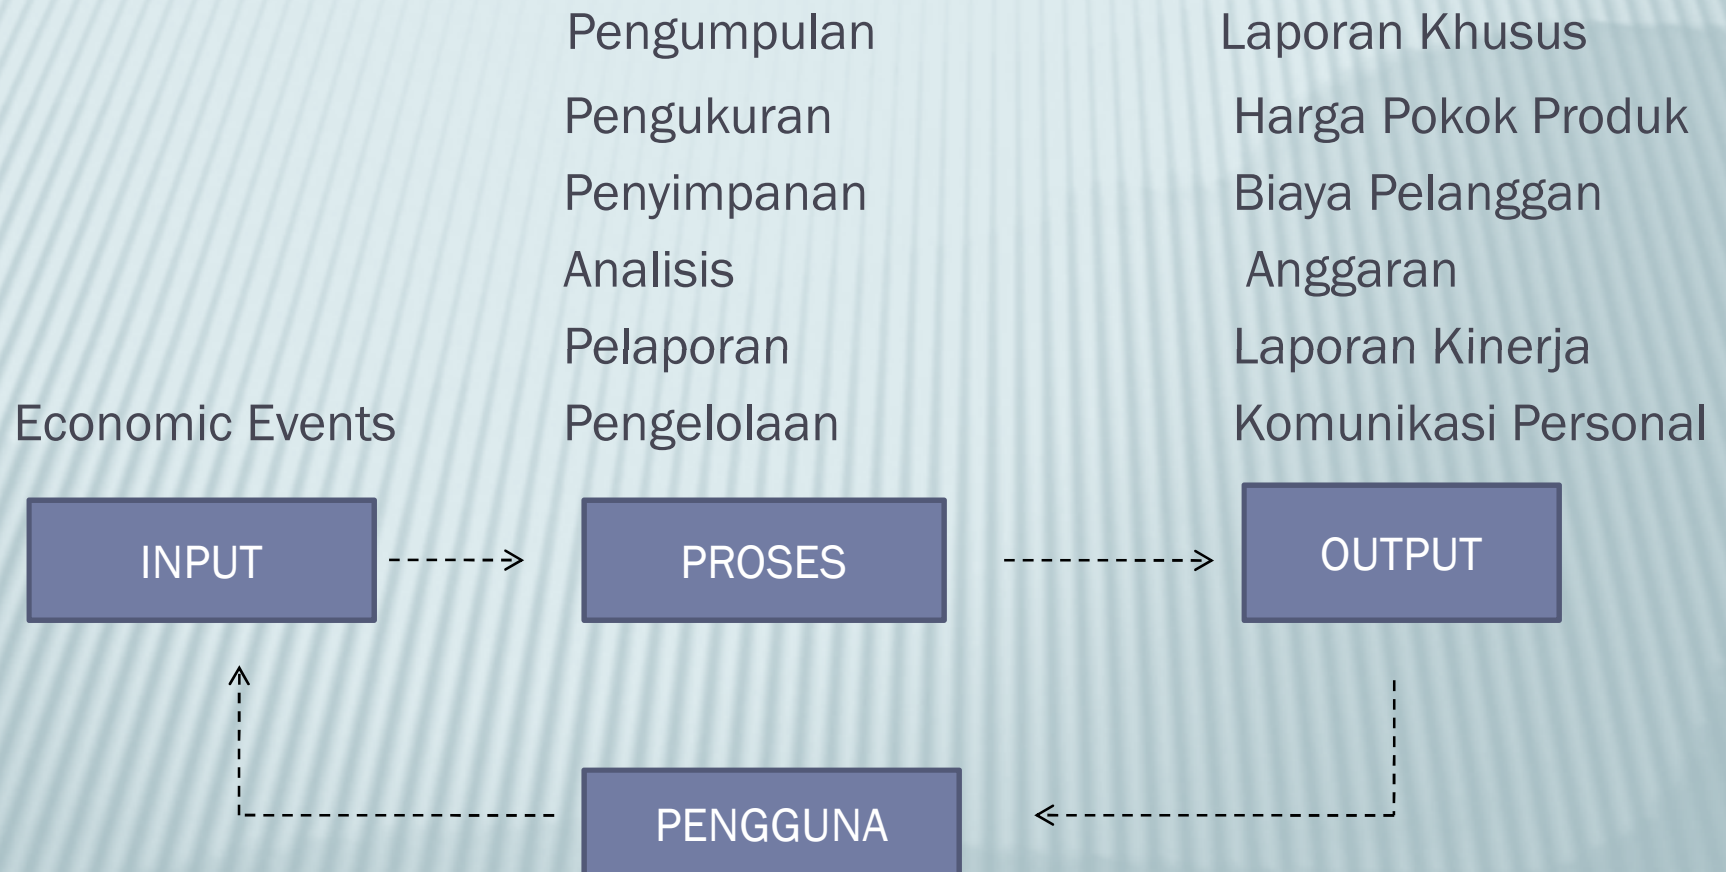 Pengumpulan
Pengukuran
Penyimpanan
Analisis
Pelaporan
Pengelolaan
Laporan Khusus
Harga Pokok Produk
Biaya Pelanggan
Anggaran
Laporan Kinerja
Komunikasi Personal
Economic Events
INPUT
PROSES
OUTPUT
PENGGUNA